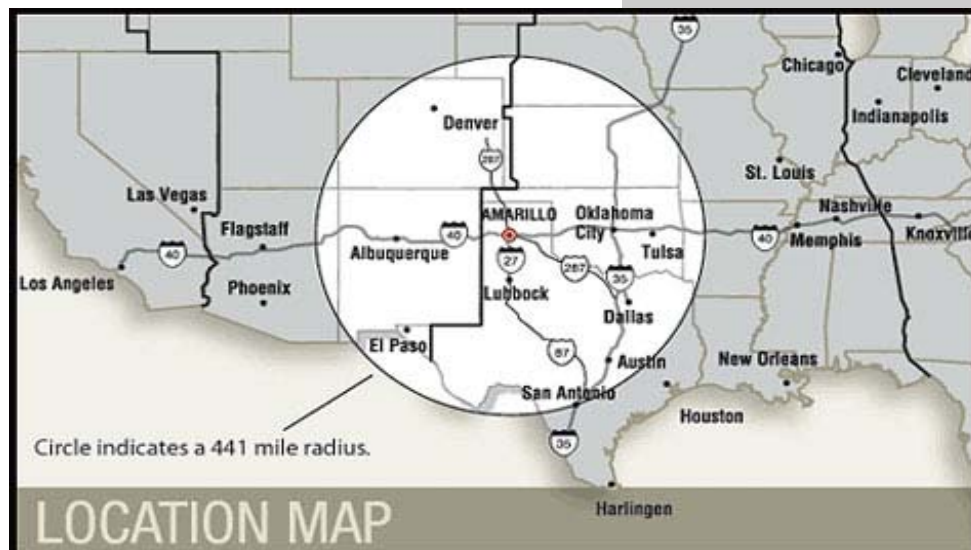 35
Chicago
Cleveland
Indianapolis
Denver
287
St. Louis
Las Vegas
Nashville
AMARILLO
Oklahoma
City
Flagstaff
40
Knoxville
Memphis
40
Tulsa
Albuquerque
40
27
287
35
Los Angeles
Phoenix
Lubbock
Dallas
El Paso
87
Austin
New Orleans
San Antonio
Houston
35
Circle indicates a 441 mile radius.
Harlingen
LOCATION MAP